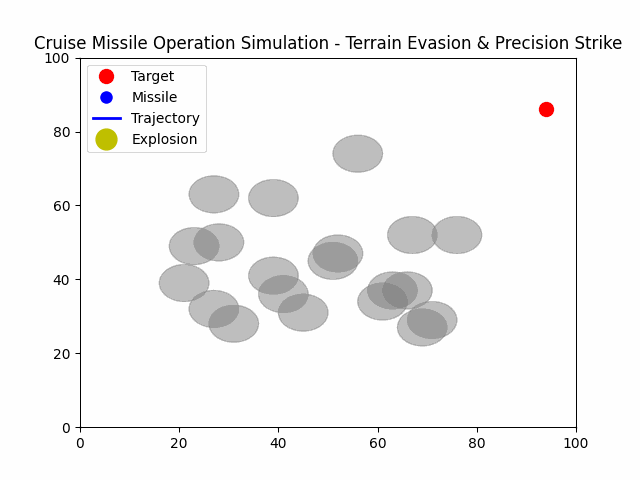 Cruise Missile Operation Simulation - Terrain Evasion & Precision Strike
100
Target
Missile
Trajectory
Explosion
80
60
40
20
0
0 20 40 60 80 100